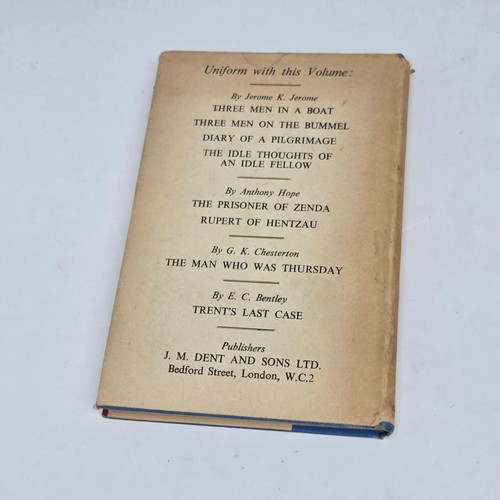 Uniform with this Volume:
By Jerome K. Jerome
THREE MEN IN A BOAT
THREE MEN ON THE BUMMEL
DIARY OF A PILGRIMAGE
THE IDLE THOUGHTS OF
AN IDLE FELLOW
By Anthony Hope
THE PRISONER OF ZENDA
RUPERT OF HENTZAU
By G. K. Chesterton
THE MAN WHO WAS THURSDAY
By E. C. Bentley
TRENT'S LAST CASE
Publishers
J. M. DENT AND SONS LTD.
Bedford Street, London, W.C.2